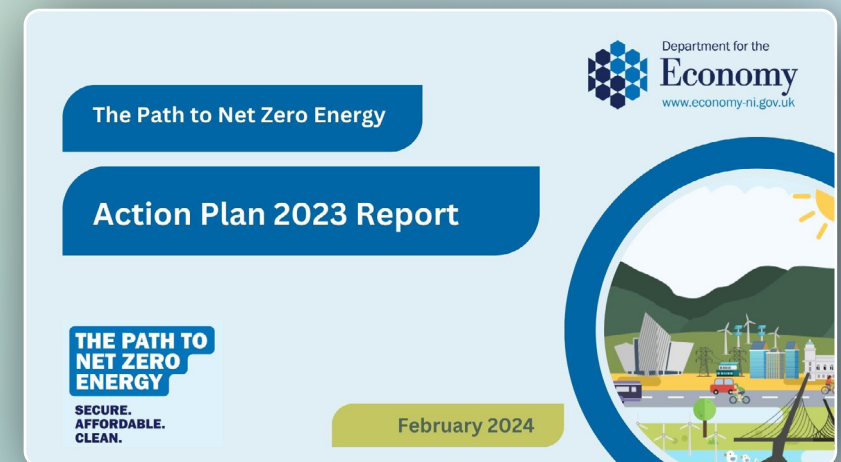 Department for the
Economy
www.economy-ni.gov.uk
The Path to Net Zero Energy
Action Plan 2023 Report
THE PATH TO
NET ZERO
ENERGY
SECURE.
AFFORDABLE.
CLEAN.
February 2024